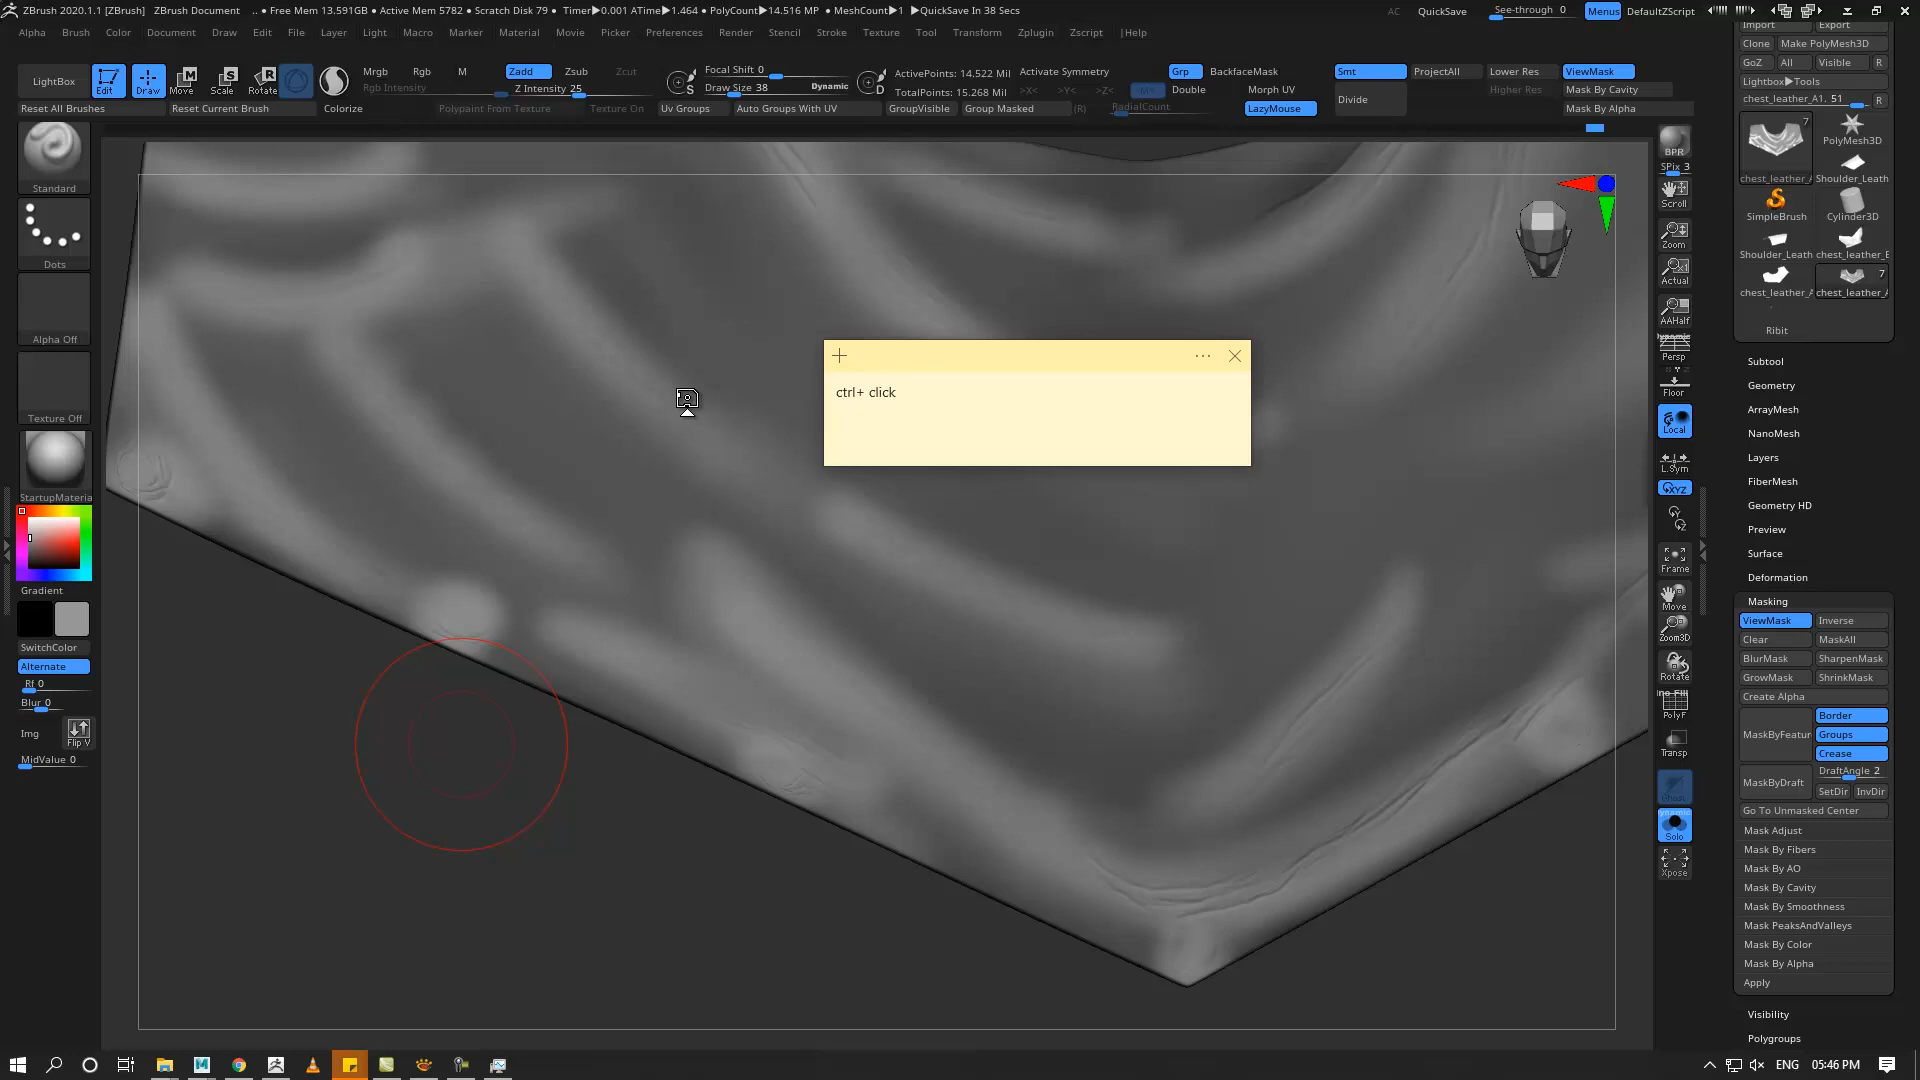 ZBrush 2020.1.1 [ZBrush] ZBrush Document .. • Free Mem 13.591GB • Active Mem 5782 • Scratch Disk 79 • Timer▶0.001 ATime▶1.464 • PolyCount▶14.516 MP • MeshCount▶1 ▶QuickSave In 38 Secs AC QuickSave See-through 0 Menus DefaultZScript
Alpha Brush Color Document Draw Edit File Layer Light Macro Marker Material Movie Picker Preferences Render Stencil Stroke Texture Tool Transform Zplugin Zscript |Help
LightBox Edit Draw Move Scale Rotate
Mrgb Rgb M Zadd Zsub Zcut
Rgb Intensity Z Intensity 25
Focal Shift 0
Draw Size 38 Dynamic
S D
ActivePoints: 14.522 Mil
TotalPoints: 15.268 Mil
Activate Symmetry
>X< >Y< >Z< >M<
Grp BackfaceMask
Double Morph UV
Smt ProjectAll Lower Res ViewMask
Divide Higher Res Mask By Cavity
Reset All Brushes Reset Current Brush Colorize Polypaint From Texture Texture On Uv Groups Auto Groups With UV GroupVisible Group Masked (R) RadialCount LazyMouse Mask By Alpha
Standard
Dots
Alpha Off
Texture Off
StartupMateria
Gradient
SwitchColor
Alternate
Rf 0
Blur 0
Img Flip V
MidValue 0
ctrl+ click
BPR
SPix 3
Scroll
Zoom
Actual
AAHalf
Persp
Floor
Local
L.Sym
XYZ
Frame
Move
Zoom3D
Rotate
PolyF
Transp
Ghost
Solo
Xpose
Import Export
Clone Make PolyMesh3D
GoZ All Visible R
Lightbox▶Tools
chest_leather_A1. 51 R
7
chest_leather_A PolyMesh3D
Shoulder_Leath
SimpleBrush Cylinder3D
Shoulder_Leath chest_leather_E
7
chest_leather_A chest_leather_A
Ribit
Subtool
Geometry
ArrayMesh
NanoMesh
Layers
FiberMesh
Geometry HD
Preview
Surface
Deformation
Masking
ViewMask Inverse
Clear MaskAll
BlurMask SharpenMask
GrowMask ShrinkMask
Create Alpha
MaskByFeatur Border
Groups
Crease
MaskByDraft DraftAngle 2
SetDir InvDir
Go To Unmasked Center
Mask Adjust
Mask By Fibers
Mask By AO
Mask By Cavity
Mask By Smoothness
Mask PeaksAndValleys
Mask By Color
Mask By Alpha
Apply
Visibility
Polygroups
ENG 05:46 PM